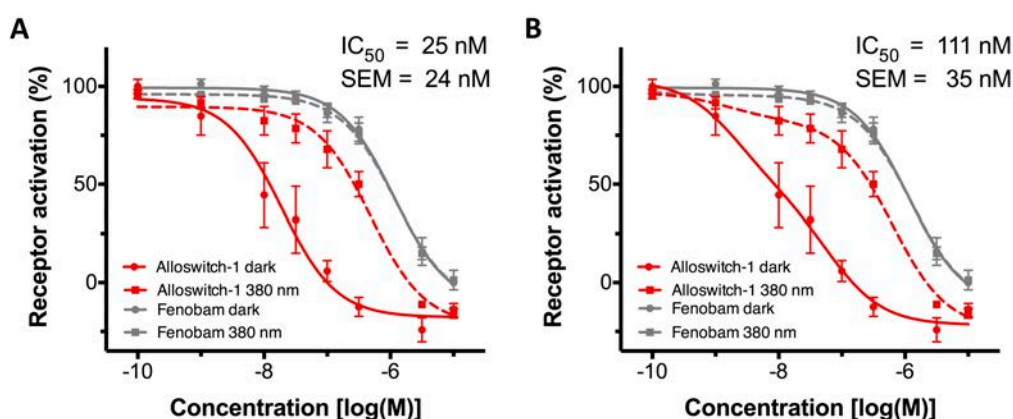 A
IC50 = 25 nM
SEM = 24 nM
Receptor activation (%)
100
50
0
Alloswitch-1 dark
Alloswitch-1 380 nm
Fenobam dark
Fenobam 380 nm
-10
-8
-6
Concentration [log(M)]
B
IC50 = 111 nM
SEM = 35 nM
Receptor activation (%)
100
50
0
Alloswitch-1 dark
Alloswitch-1 380 nm
Fenobam dark
Fenobam 380 nm
-10
-8
-6
Concentration [log(M)]